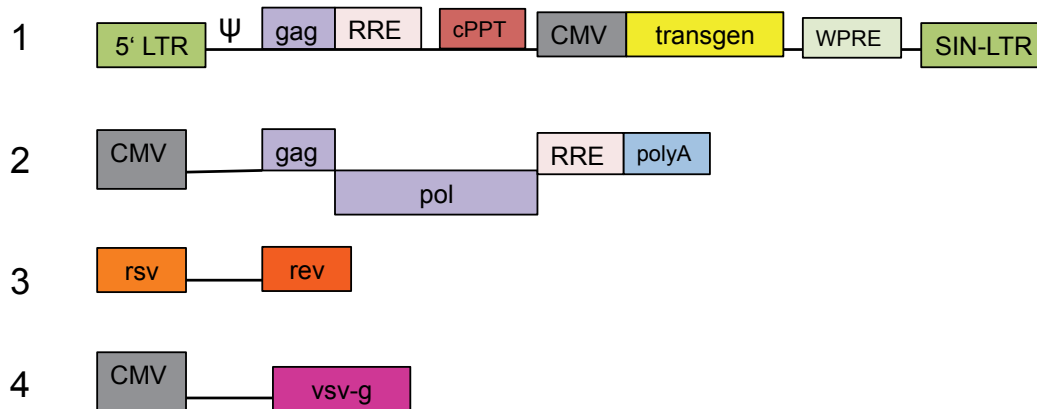 1 5‘ LTR Ψ gag RRE cPPT CMV transgen WPRE SIN-LTR
2 CMV gag RRE polyA
pol
3 rsv rev
4 CMV vsv-g